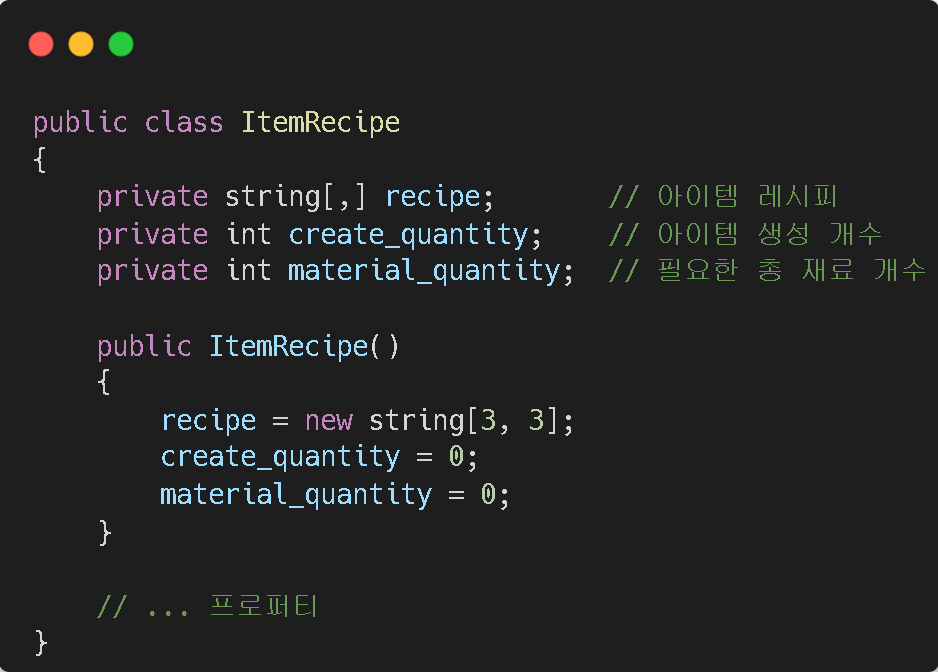 public class ItemRecipe
{
    private string[,] recipe;       // 아이템 레시피
    private int create_quantity;    // 아이템 생성 개수
    private int material_quantity;  // 필요한 총 재료 개수

    public ItemRecipe()
    {
        recipe = new string[3, 3];
        create_quantity = 0;
        material_quantity = 0;
    }

    // ... 프로퍼티
}